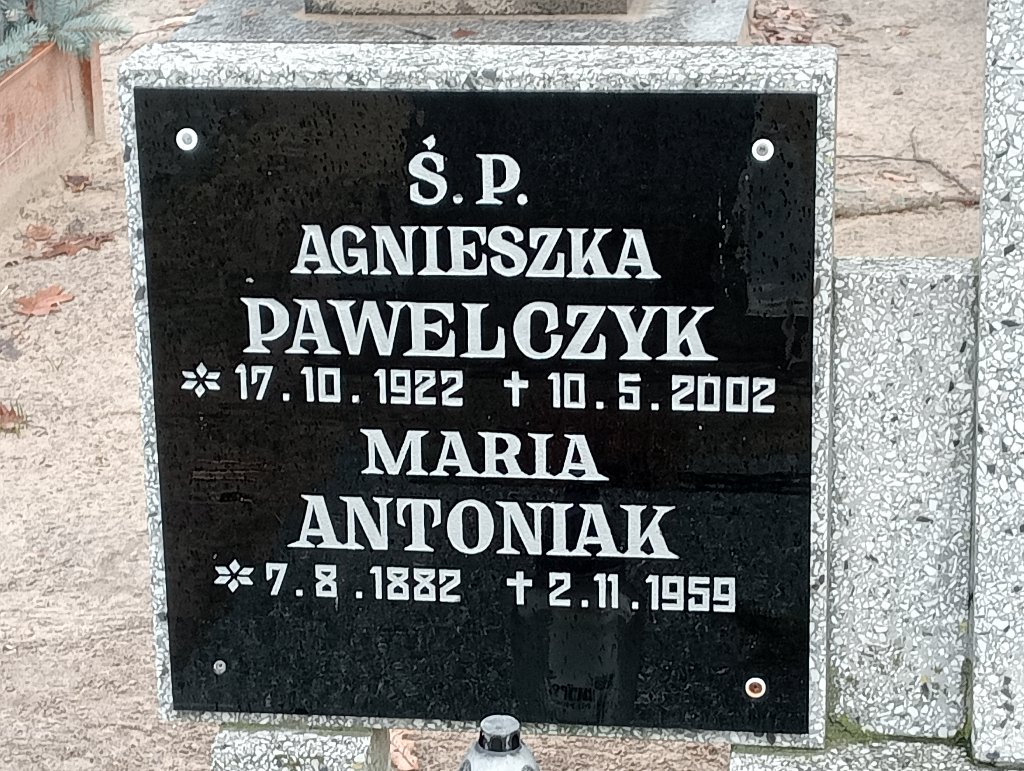 Ś. P.
AGNIESZKA
PAWELCZYK
* 17. 10. 1922 † 10. 5. 2002
MARIA
ANTONIAK
* 7. 8. 1882 † 2. 11. 1959